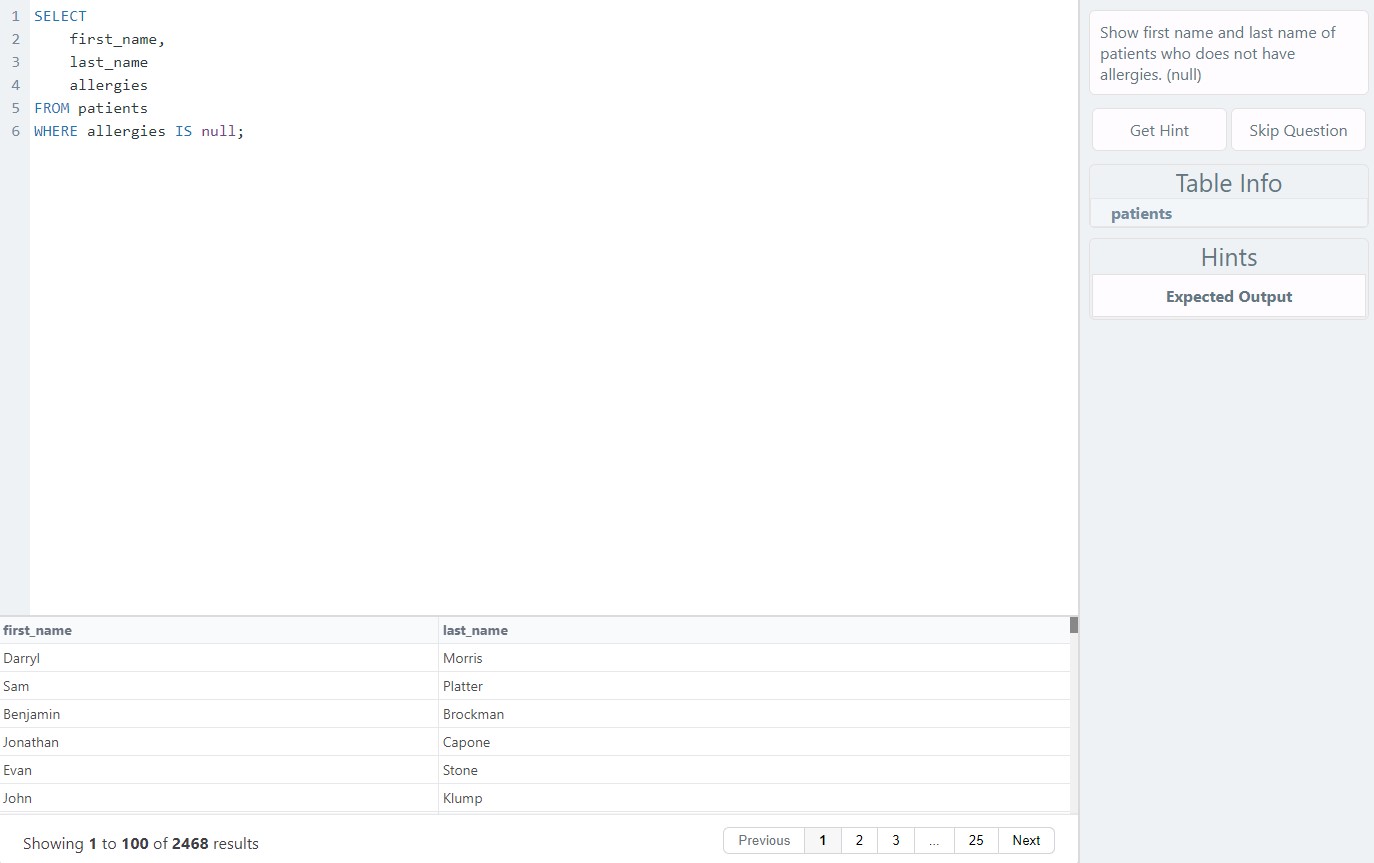 1 SELECT
2 first_name,
3 last_name
4 allergies
5 FROM patients
6 WHERE allergies IS null;
Show first name and last name of
patients who does not have
allergies. (null)
Get Hint Skip Question
Table Info
patients
Hints
Expected Output
first_name last_name
Darryl Morris
Sam Platter
Benjamin Brockman
Jonathan Capone
Evan Stone
John Klump
Showing 1 to 100 of 2468 results
Previous 1 2 3 ... 25 Next